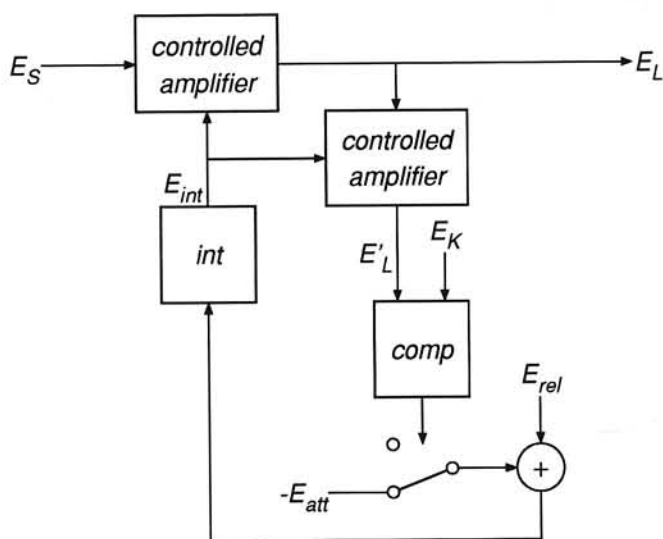 controlled
amplifier
E_S
E_L
controlled
amplifier
E_int
int
E'_L
E_K
comp
E_rel
-E_att
+